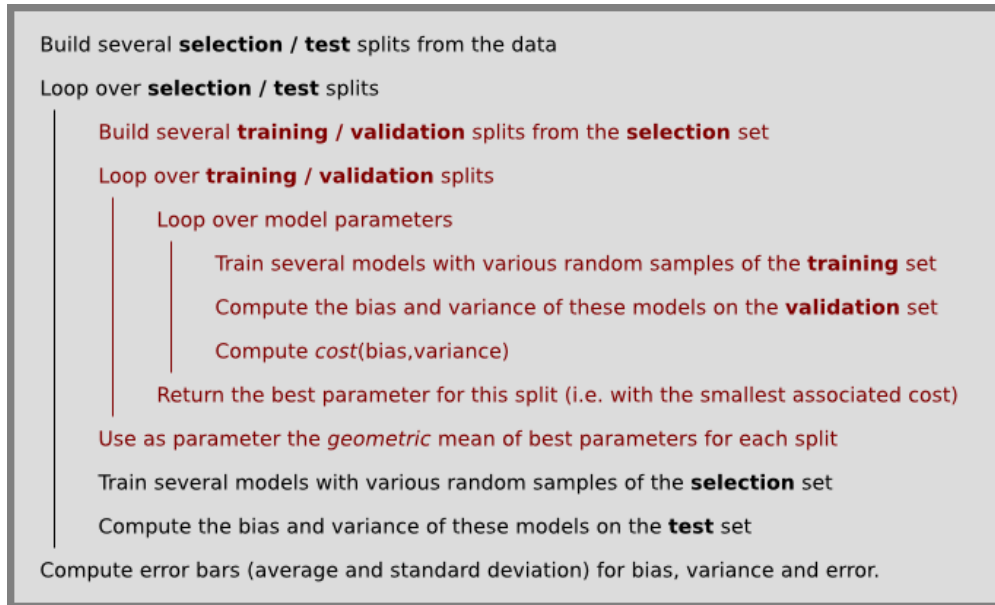 Build several selection / test splits from the data
Loop over selection / test splits
Build several training / validation splits from the selection set
Loop over training / validation splits
Loop over model parameters
Train several models with various random samples of the training set
Compute the bias and variance of these models on the validation set
Compute cost(bias,variance)
Return the best parameter for this split (i.e. with the smallest associated cost)
Use as parameter the geometric mean of best parameters for each split
Train several models with various random samples of the selection set
Compute the bias and variance of these models on the test set
Compute error bars (average and standard deviation) for bias, variance and error.